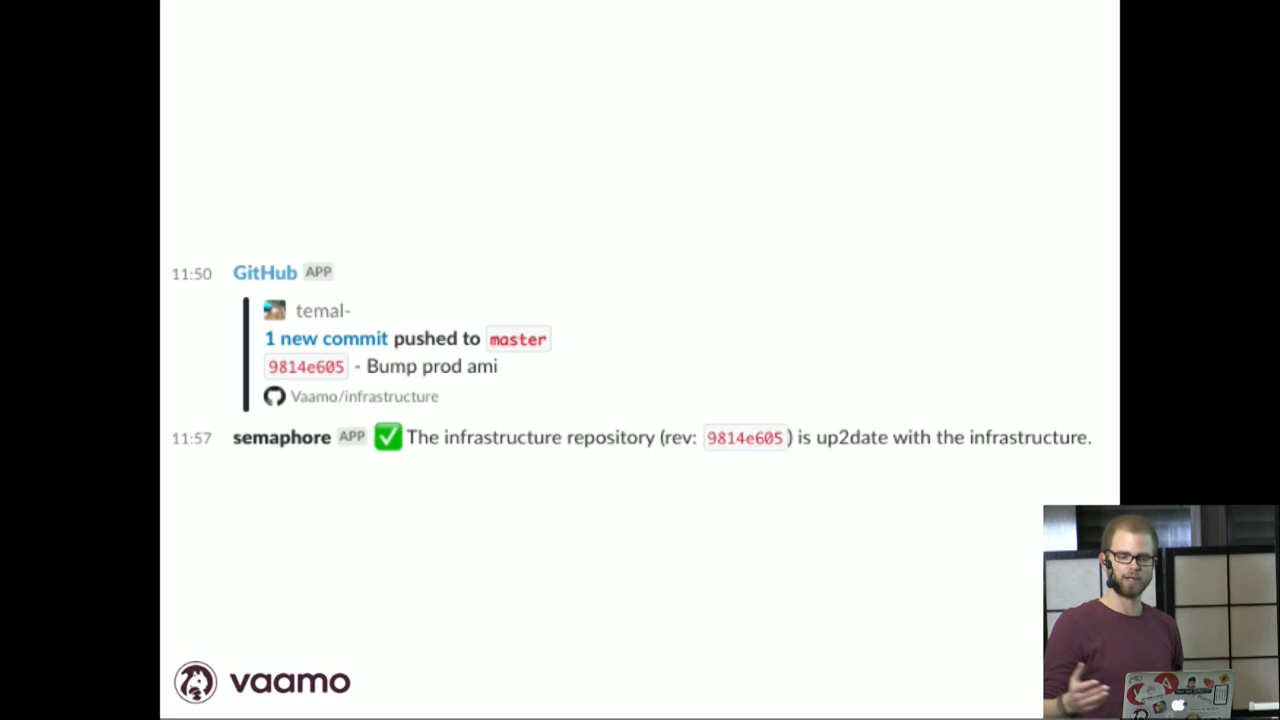 11:50 GitHub APP
temal-
1 new commit pushed to master
9814e605 - Bump prod ami
Vaamo/infrastructure
11:57 semaphore APP ✅ The infrastructure repository (rev: 9814e605) is up2date with the infrastructure.
vaamo